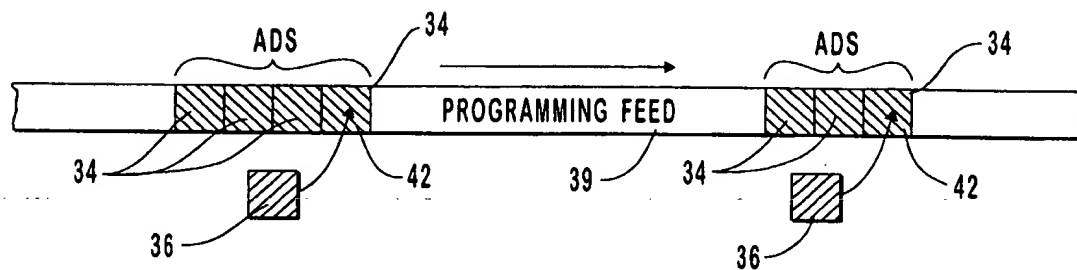 ADS 34 ADS 34
PROGRAMMING FEED
34 42 39 34 42
36 36